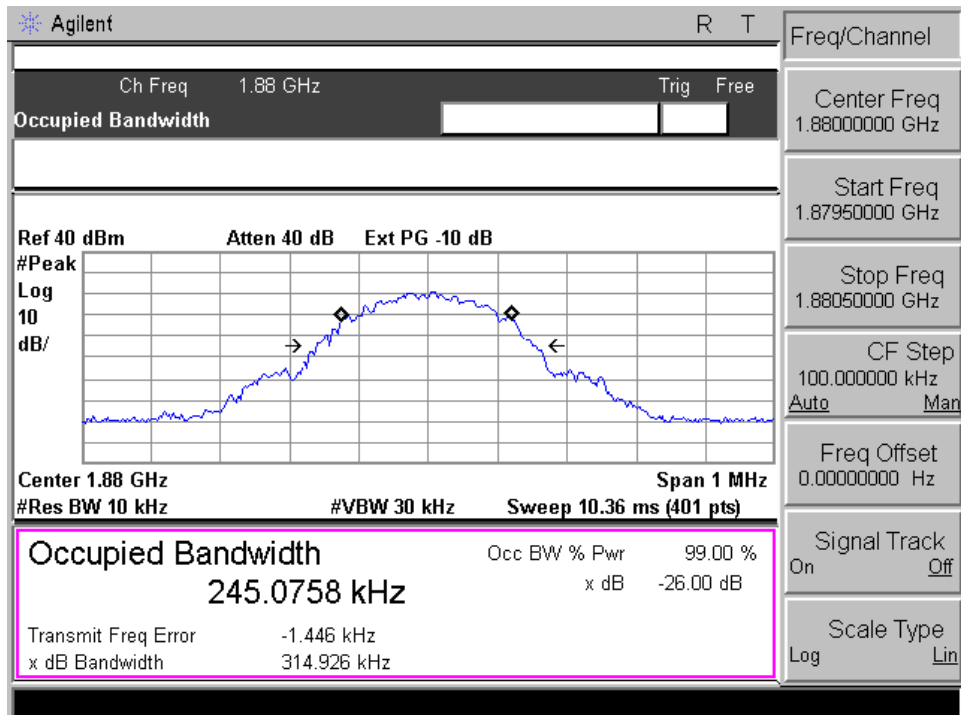 Agilent R T
Ch Freq 1.88 GHz Trig Free
Occupied Bandwidth
Ref 40 dBm Atten 40 dB Ext PG -10 dB
#Peak
Log
10
dB/
Center 1.88 GHz Span 1 MHz
#Res BW 10 kHz #VBW 30 kHz Sweep 10.36 ms (401 pts)
Occupied Bandwidth
245.0758 kHz
Occ BW % Pwr 99.00 %
x dB -26.00 dB
Transmit Freq Error -1.446 kHz
x dB Bandwidth 314.926 kHz
Freq/Channel
Center Freq
1.88000000 GHz
Start Freq
1.87950000 GHz
Stop Freq
1.88050000 GHz
CF Step
100.000000 kHz
Auto Man
Freq Offset
0.00000000 Hz
Signal Track
On Off
Scale Type
Log Lin